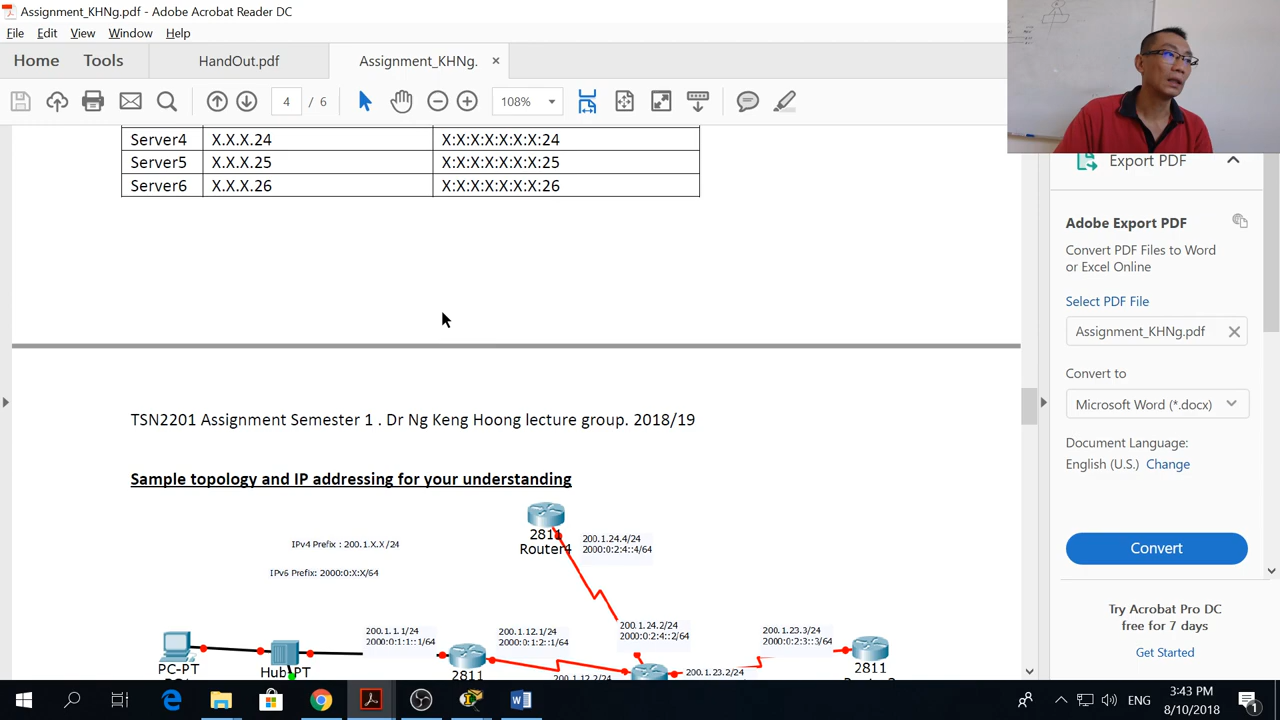 Assignment_KHNg.pdf - Adobe Acrobat Reader DC
File Edit View Window Help
Home Tools HandOut.pdf Assignment_KHNg. ×
4 / 6 108%
Server4 X.X.X.24 X:X:X:X:X:X:X:24
Server5 X.X.X.25 X:X:X:X:X:X:X:25
Server6 X.X.X.26 X:X:X:X:X:X:X:26
TSN2201 Assignment Semester 1 . Dr Ng Keng Hoong lecture group. 2018/19
Sample topology and IP addressing for your understanding
IPv4 Prefix : 200.1.X.X/24
IPv6 Prefix: 2000:0:X:X/64
2811
Router4
200.1.24.4/24
2000:0:2:4::4/64
PC-PT
Hub-PT
200.1.1.1/24
2000:0:1:1::1/64
2811
200.1.12.1/24
2000:0:1:2::1/64
200.1.24.2/24
2000:0:2:4::2/64
200.1.23.2/24
200.1.23.3/24
2000:0:2:3::3/64
2811
Export PDF
Adobe Export PDF
Convert PDF Files to Word
or Excel Online
Select PDF File
Assignment_KHNg.pdf
Convert to
Microsoft Word (*.docx)
Document Language:
English (U.S.) Change
Convert
Try Acrobat Pro DC
free for 7 days
Learn More
ENG
3:43 PM
8/10/2018
1